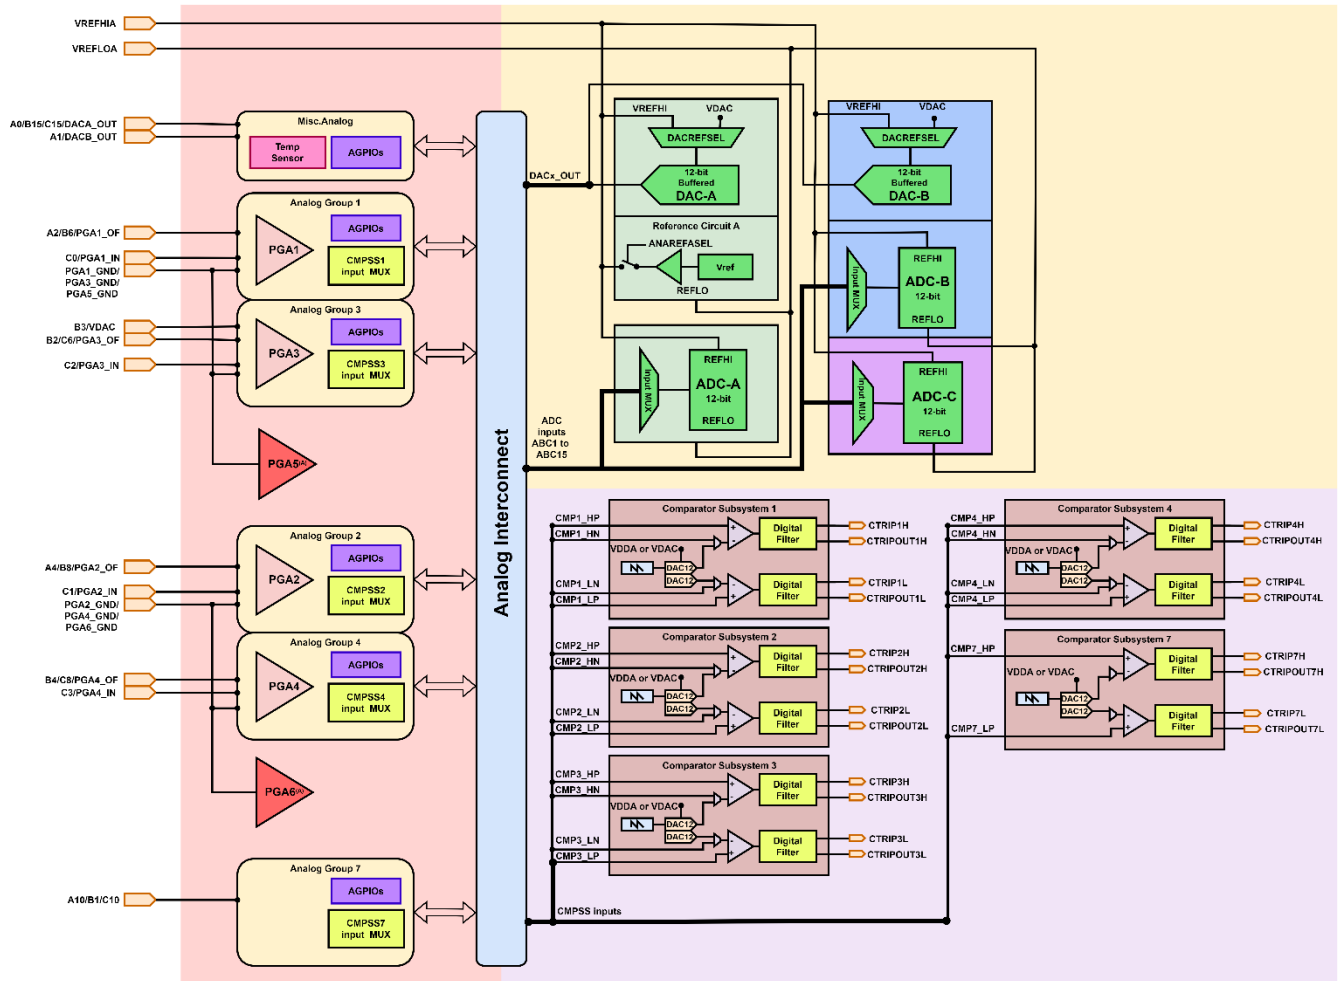 VREFHIA
VREFLOA
A0/B15/C15/DACA_OUT
A1/DACB_OUT
Misc.Analog
Temp
Sensor
AGPIOs
Analog Group 1
A2/B6/PGA1_OF
C0/PGA1_IN
PGA1_GND/
PGA3_GND/
PGA5_GND
PGA1
AGPIOs
CMPSS1
input MUX
Analog Group 3
B3/VDAC
B2/C6/PGA3_OF
C2/PGA3_IN
PGA3
AGPIOs
CMPSS3
input MUX
PGA5(A)
Analog Group 2
A4/B8/PGA2_OF
C1/PGA2_IN
PGA2_GND/
PGA4_GND/
PGA6_GND
PGA2
AGPIOs
CMPSS2
input MUX
Analog Group 4
B4/C8/PGA4_OF
C3/PGA4_IN
PGA4
AGPIOs
CMPSS4
input MUX
PGA6(A)
Analog Group 7
A10/B1/C10
AGPIOs
CMPSS7
input MUX
Analog Interconnect
DACx_OUT
VREFHI
VDAC
DACREFSEL
12-bit
Buffered
DAC-A
Reference Circuit A
ANAREFASEL
Vref
REFLO
Input MUX
REFHI
ADC-A
12-bit
REFLO
VREFHI
VDAC
DACREFSEL
12-bit
Buffered
DAC-B
Input MUX
REFHI
ADC-B
12-bit
REFLO
Input MUX
REFHI
ADC-C
12-bit
REFLO
ADC
inputs
ABC1 to
ABC15
Comparator Subsystem 1
CMP1_HP
CMP1_HN
VDDA or VDAC
DAC12
DAC12
CMP1_LN
CMP1_LP
Digital
Filter
Digital
Filter
CTRIP1H
CTRIPOUT1H
CTRIP1L
CTRIPOUT1L
Comparator Subsystem 2
CMP2_HP
CMP2_HN
VDDA or VDAC
DAC12
DAC12
CMP2_LN
CMP2_LP
Digital
Filter
Digital
Filter
CTRIP2H
CTRIPOUT2H
CTRIP2L
CTRIPOUT2L
Comparator Subsystem 3
CMP3_HP
CMP3_HN
VDDA or VDAC
DAC12
DAC12
CMP3_LN
CMP3_LP
Digital
Filter
Digital
Filter
CTRIP3H
CTRIPOUT3H
CTRIP3L
CTRIPOUT3L
Comparator Subsystem 4
CMP4_HP
CMP4_HN
VDDA or VDAC
DAC12
DAC12
CMP4_LN
CMP4_LP
Digital
Filter
Digital
Filter
CTRIP4H
CTRIPOUT4H
CTRIP4L
CTRIPOUT4L
Comparator Subsystem 7
CMP7_HP
VDDA or VDAC
DAC12
DAC12
CMP7_LP
Digital
Filter
Digital
Filter
CTRIP7H
CTRIPOUT7H
CTRIP7L
CTRIPOUT7L
CMPSS inputs